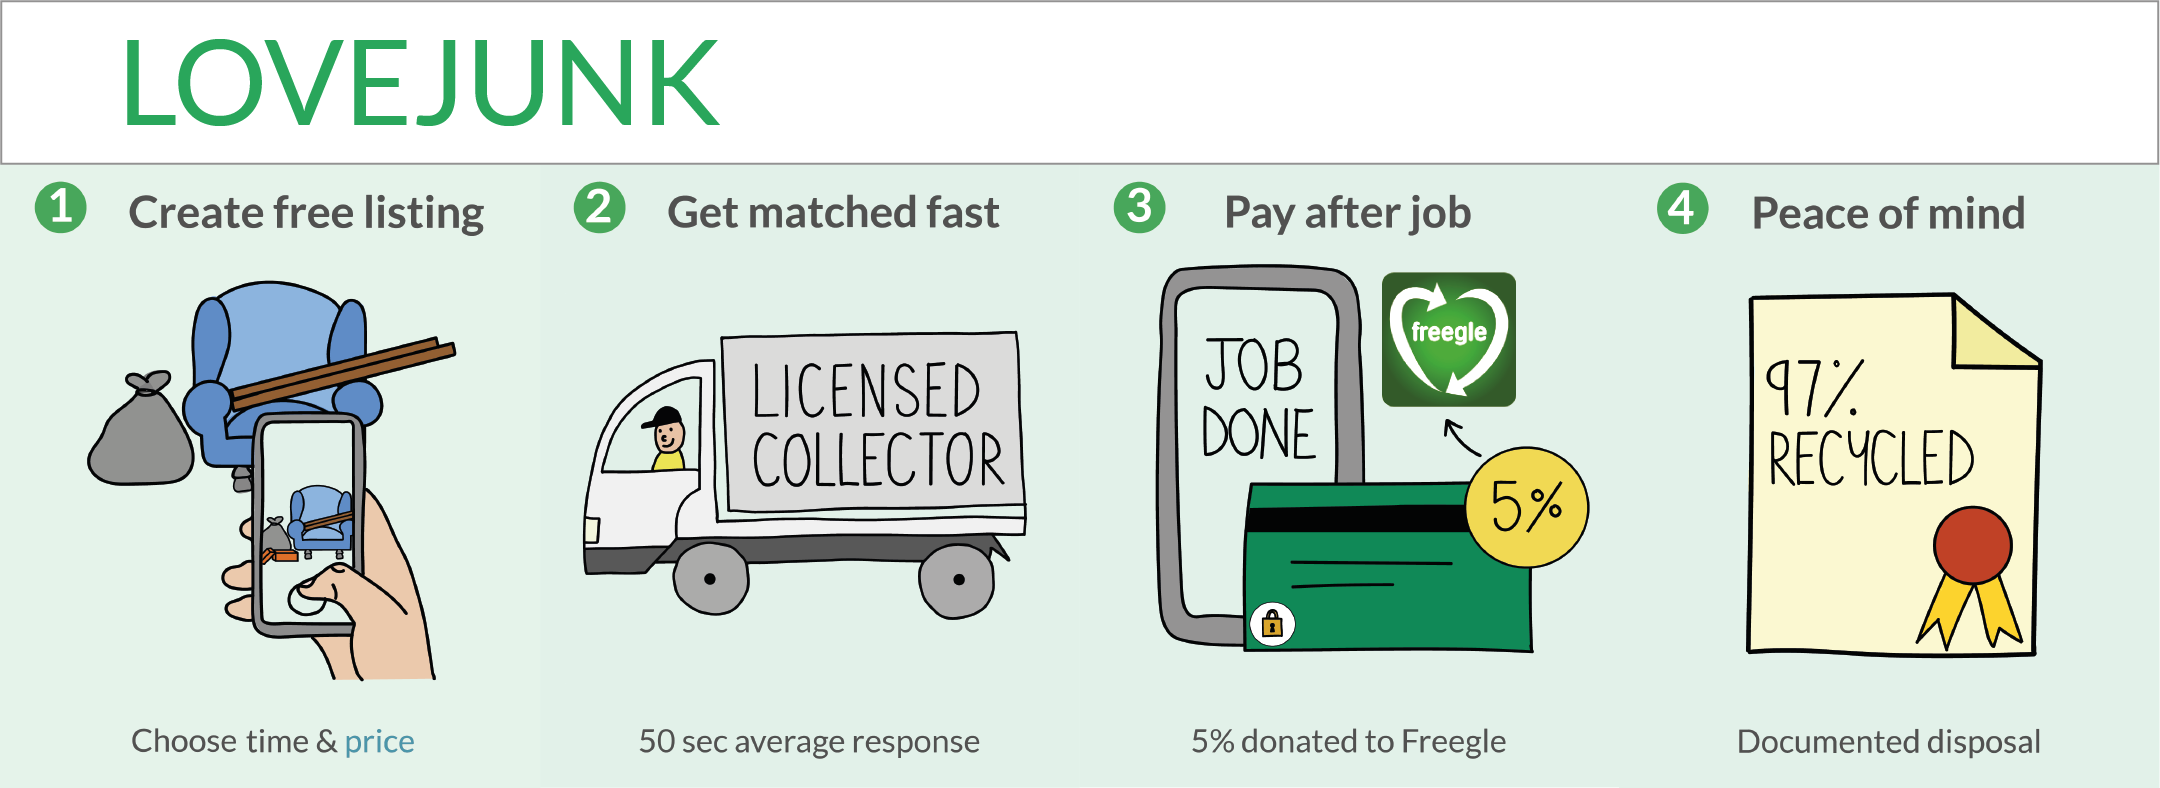 LOVEJUNK
1 Create free listing
Choose time & price
2 Get matched fast
LICENSED
COLLECTOR
50 sec average response
3 Pay after job
JOB
DONE
freegle
5%
5% donated to Freegle
4 Peace of mind
97%
RECYCLED
Documented disposal